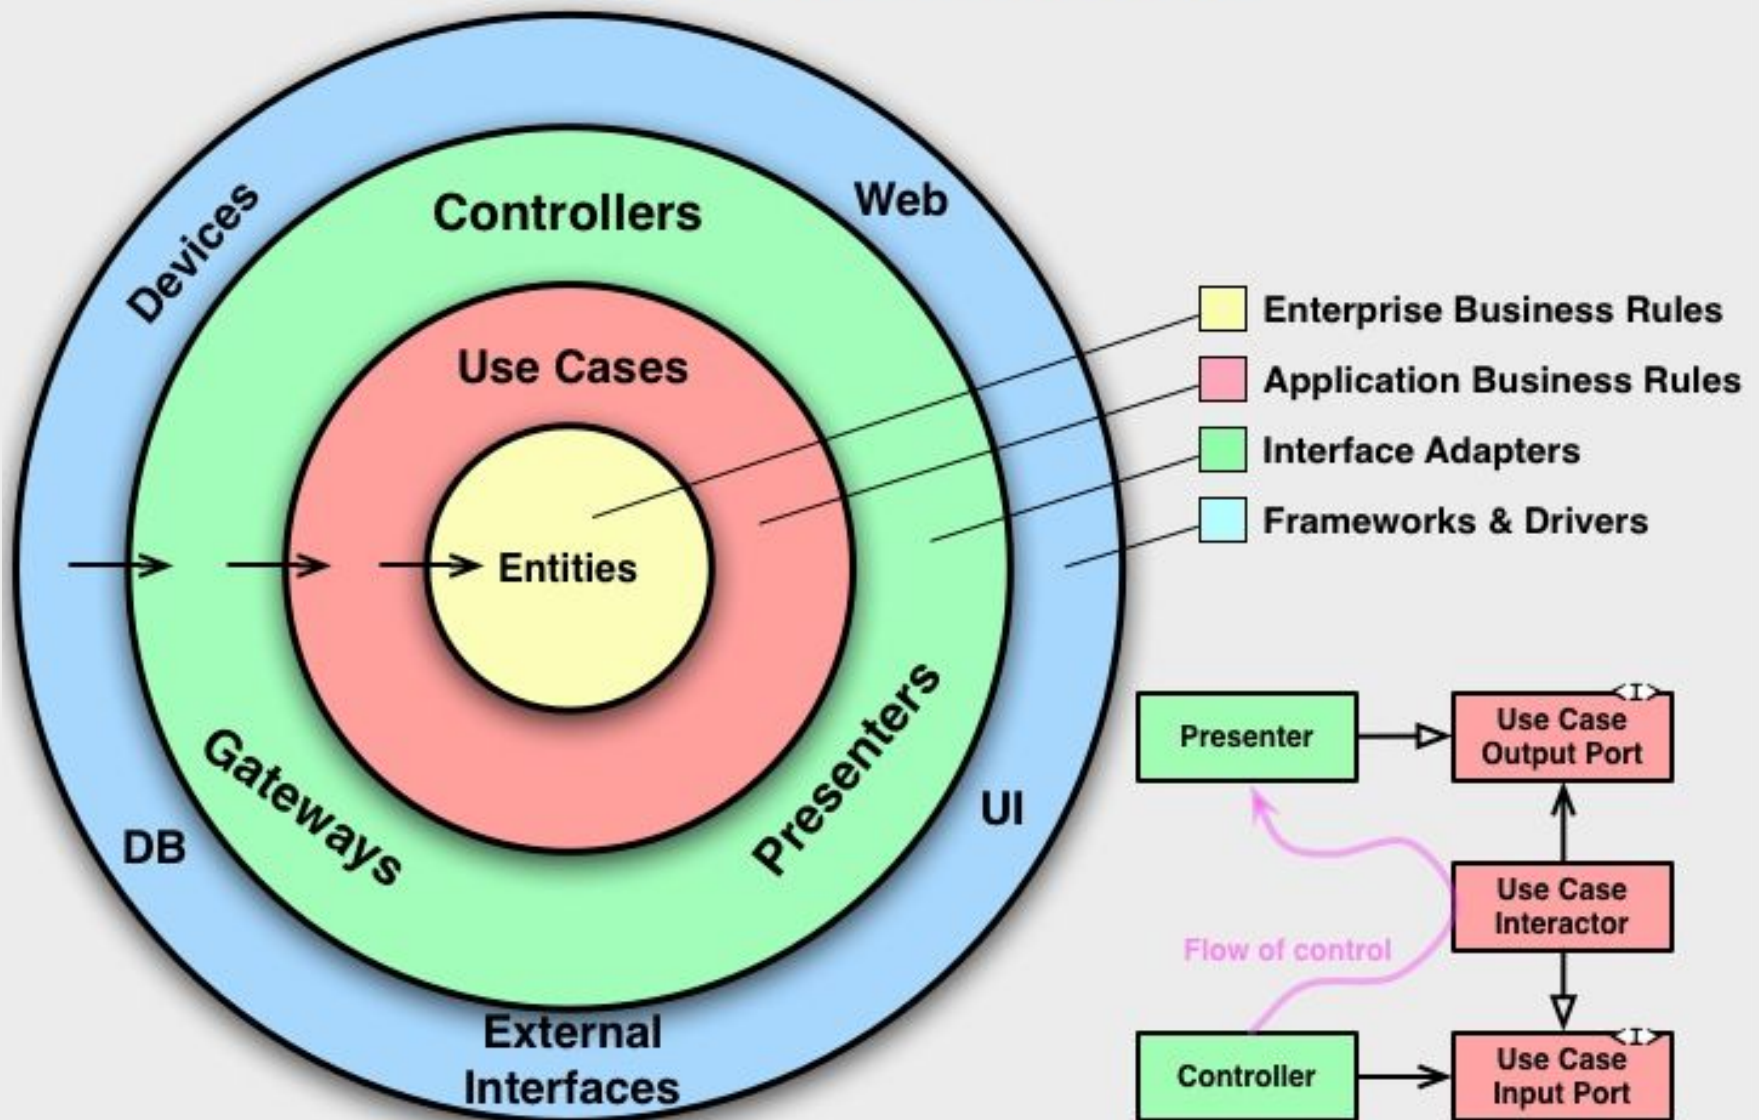 Devices
Controllers
Web
Use Cases
Entities
Gateways
Presenters
DB
UI
External
Interfaces
Enterprise Business Rules
Application Business Rules
Interface Adapters
Frameworks & Drivers
Presenter
<I>
Use Case
Output Port
Use Case
Interactor
Flow of control
Controller
<I>
Use Case
Input Port